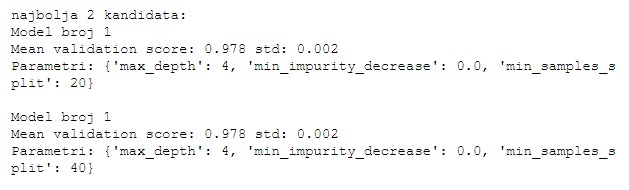 najbolja 2 kandidata:
Model broj 1
Mean validation score: 0.978 std: 0.002
Parametri: {'max_depth': 4, 'min_impurity_decrease': 0.0, 'min_samples_s
plit': 20}

Model broj 1
Mean validation score: 0.978 std: 0.002
Parametri: {'max_depth': 4, 'min_impurity_decrease': 0.0, 'min_samples_s
plit': 40}